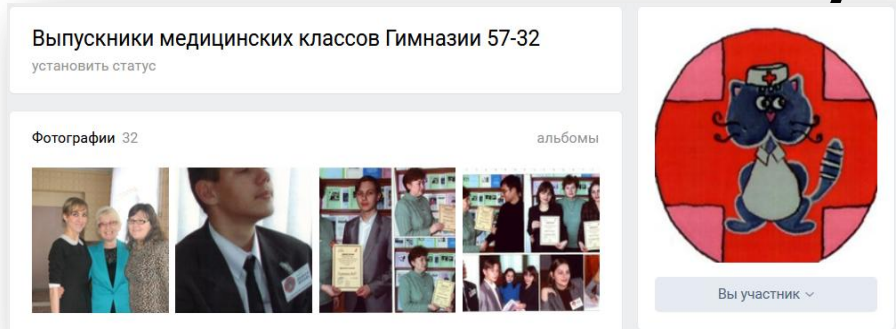 Выпускники медицинских классов Гимназии 57-32
установить статус
Фотографии 32
альбомы
Вы участник